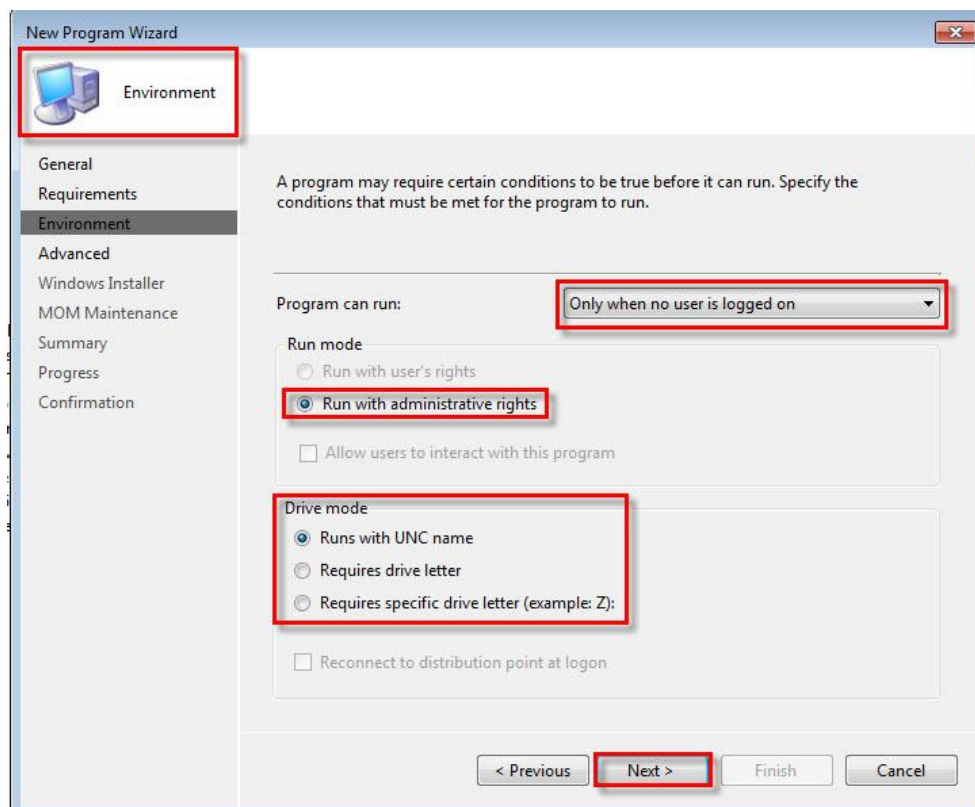 New Program Wizard
Environment
General
Requirements
Environment
Advanced
Windows Installer
MOM Maintenance
Summary
Progress
Confirmation
A program may require certain conditions to be true before it can run. Specify the
conditions that must be met for the program to run.
Program can run:
Only when no user is logged on
Run mode
Run with user's rights
Run with administrative rights
Allow users to interact with this program
Drive mode
Runs with UNC name
Requires drive letter
Requires specific drive letter (example: Z):
Reconnect to distribution point at logon
< Previous
Next >
Finish
Cancel